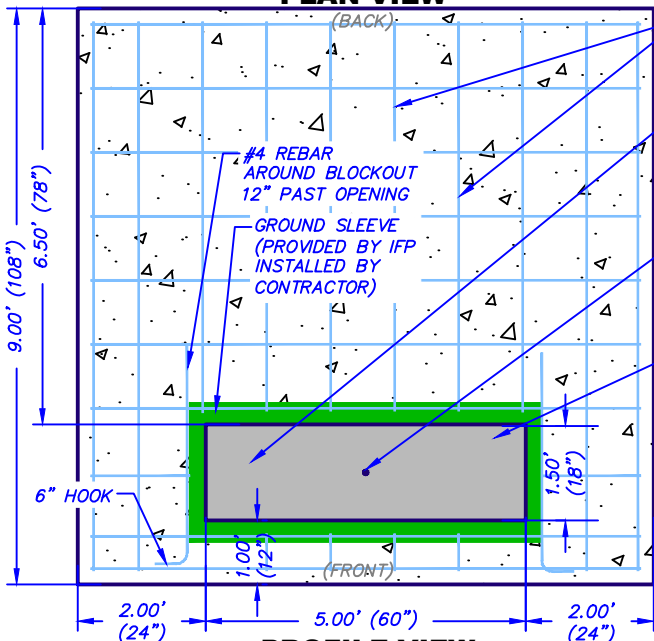 PLAN VIEW
(BACK)
#4 REBAR
AROUND BLOCKOUT
12" PAST OPENING
GROUND SLEEVE
(PROVIDED BY IFP
INSTALLED BY
CONTRACTOR)
9.00' (108")
6.50' (78")
6" HOOK
1.00'
(12")
1.50'
(18")
(FRONT)
2.00'
(24")
5.00' (60")
2.00'
(24")
PROFILE VIEW